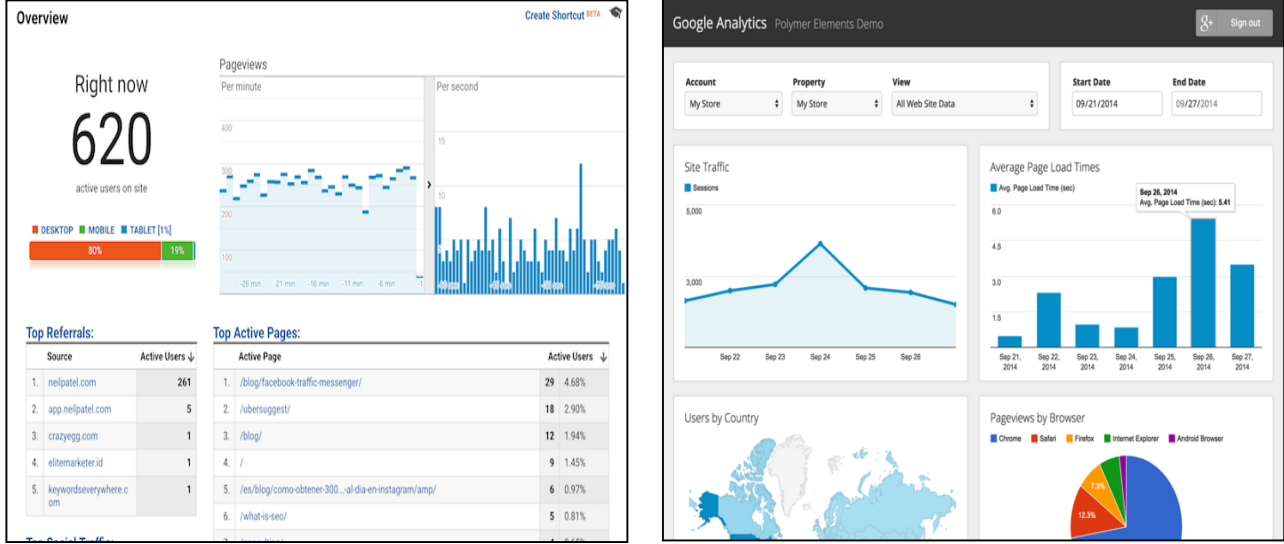 Overview
Create Shortcut BETA
Right now
620
active users on site
DESKTOP MOBILE TABLET [1%]
80% 19%
Pageviews
Per minute
Per second
400
300
200
100
15
10
-26 min -21 min -16 min -11 min -6 min -1
Top Referrals:
Source Active Users
1. neilpatel.com 261
2. app.neilpatel.com 5
3. crazyegg.com 1
4. elitemarketer.id 1
5. keywordseverywhere.c
om 1
Top Active Pages:
Active Page Active Users
1. /blog/facebook-traffic-messenger/ 29 4.68%
2. /ubersuggest/ 18 2.90%
3. /blog/ 12 1.94%
4. / 9 1.45%
5. /es/blog/como-obtener-300...-al-dia-en-instagram/amp/ 6 0.97%
6. /what-is-seo/ 5 0.81%
Google Analytics Polymer Elements Demo
g+ Sign out
Account Property View
My Store My Store All Web Site Data
Start Date End Date
09/21/2014 09/27/2014
Site Traffic
Sessions
5,000
3,000
Sep 22 Sep 23 Sep 24 Sep 25 Sep 26
Average Page Load Times
Avg. Page Load Time (sec)
Sep 26, 2014
Avg. Page Load Time (sec): 5.41
6.0
4.5
3.0
1.5
Sep 21, Sep 22, Sep 23, Sep 24, Sep 25, Sep 26, Sep 27,
2014 2014 2014 2014 2014 2014 2014
Users by Country
Pageviews by Browser
Chrome Safari Firefox Internet Explorer Android Browser
7.3%
12.3%